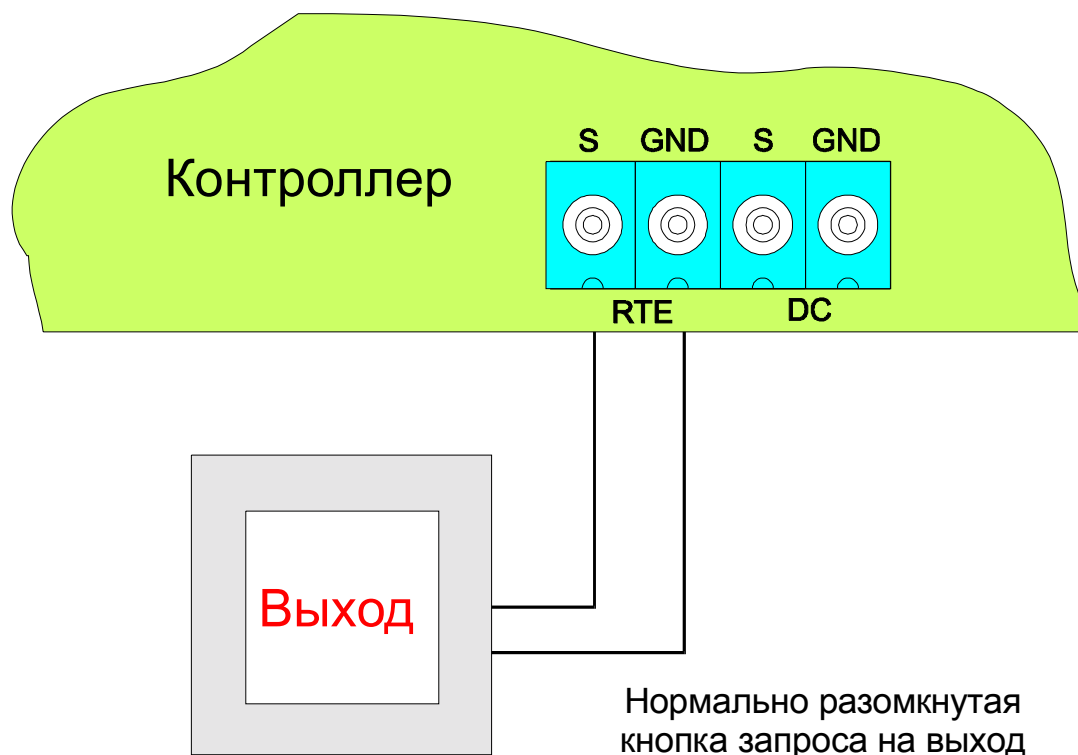 S GND S GND
Контроллер
RTE DC
Выход
Нормально разомкнутая
кнопка запроса на выход